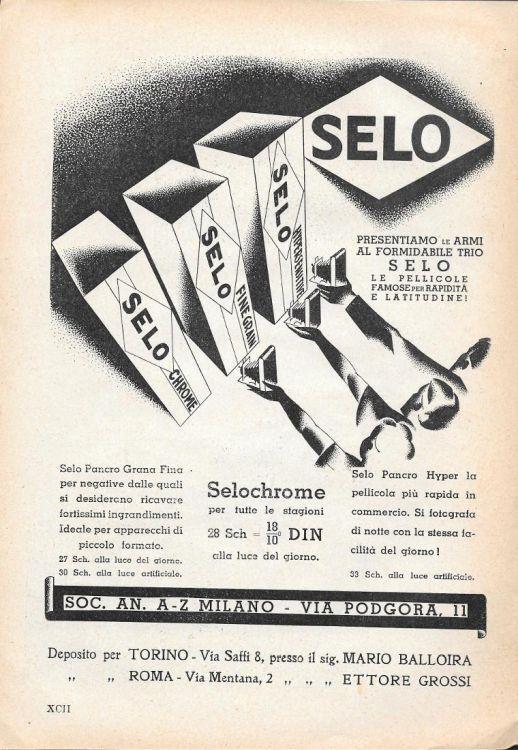 SELO
SELO
HYPERSENSITIVE
SELO
FINE GRAIN
SELO
CHROME
PRESENTIAMO LE ARMI
AL FORMIDABILE TRIO
SELO
LE PELLICOLE
FAMOSE PER RAPIDITÀ
E LATITUDINE!
Selo Pancro Grana Fina
per negative dalle quali
si desiderono ricavare
fortissimi ingrandimenti.
Ideale per apparecchi di
piccolo formato.
27 Sch. alla luce del giorno.
30 Sch. alla luce artificiale.
Selochrome
per tutte le stagioni
28 Sch = 18/10° DIN
alla luce del giorno.
Selo Pancro Hyper la
pellicola più rapida in
commercio. Si fotografa
di notte con la stessa fa-
cilità del giorno!
33 Sch. alla luce artificiale.
SOC. AN. A-Z MILANO - VIA PODGORA, 11
Deposito per TORINO - Via Saffi 8, presso il sig. MARIO BALLOIRA
„ „ ROMA - Via Mentana, 2 „ „ „ ETTORE GROSSI
XCII